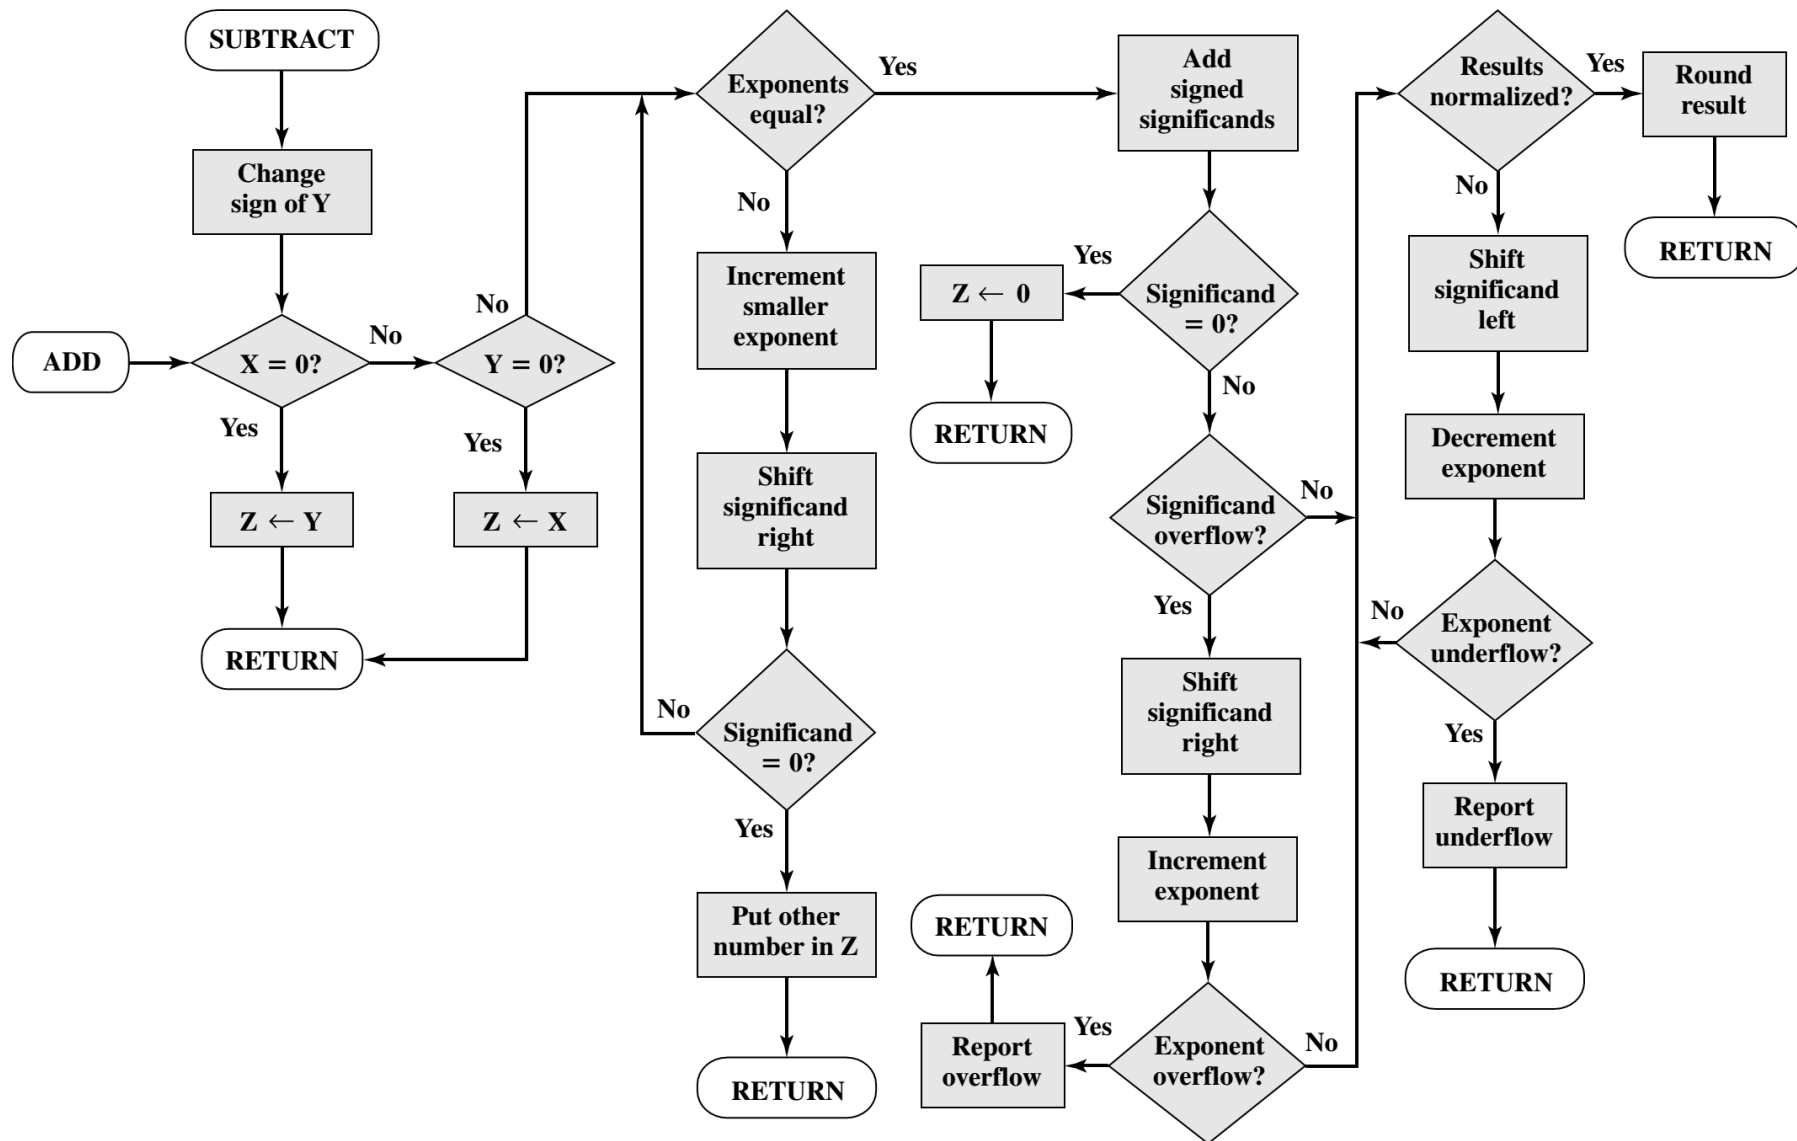 SUBTRACT
Change
sign of Y
ADD
X = 0?
No
Yes
Z ← Y
RETURN
Y = 0?
No
Yes
Z ← X
Exponents
equal?
Yes
No
Increment
smaller
exponent
Shift
significand
right
Significand
= 0?
No
Yes
Put other
number in Z
RETURN
Add
signed
significands
Significand
= 0?
Yes
Z ← 0
RETURN
No
Significand
overflow?
No
Yes
Shift
significand
right
Increment
exponent
Exponent
overflow?
Yes
Report
overflow
RETURN
No
Results
normalized?
Yes
Round
result
RETURN
No
Shift
significand
left
Decrement
exponent
Exponent
underflow?
No
Yes
Report
underflow
RETURN